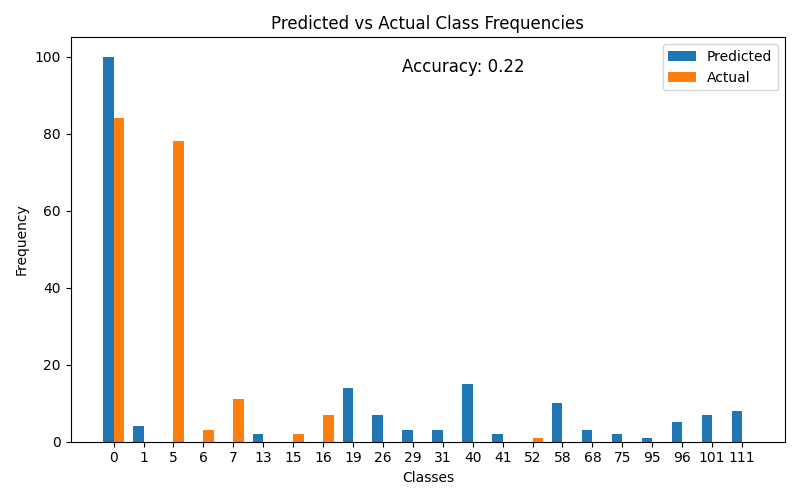 Predicted vs Actual Class Frequencies
Accuracy: 0.22
Predicted
Actual
Frequency
100
80
60
40
20
0
0 1 5 6 7 13 15 16 19 26 29 31 40 41 52 58 68 75 95 96 101 111
Classes